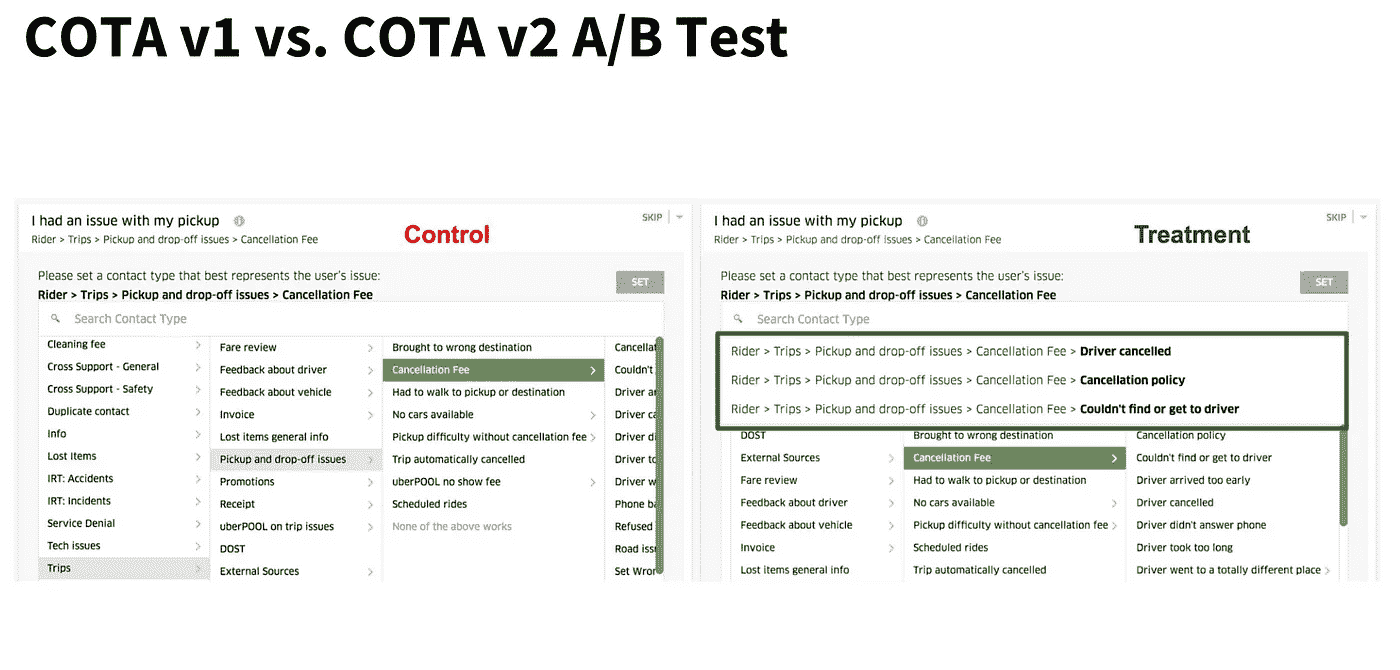 COTA v1 vs. COTA v2 A/B Test
I had an issue with my pickup
SKIP
Rider > Trips > Pickup and drop-off issues > Cancellation Fee
Control
Please set a contact type that best represents the user's issue:
SET
Rider > Trips > Pickup and drop-off issues > Cancellation Fee
Search Contact Type
Cleaning fee
Cross Support - General
Cross Support - Safety
Duplicate contact
Info
Lost Items
IRT: Accidents
IRT: Incidents
Service Denial
Tech issues
Trips
Fare review
Feedback about driver
Feedback about vehicle
Invoice
Lost items general info
Pickup and drop-off issues
Promotions
Receipt
uberPOOL on trip issues
DOST
External Sources
Brought to wrong destination
Cancellation Fee
Had to walk to pickup or destination
No cars available
Pickup difficulty without cancellation fee
Trip automatically cancelled
uberPOOL no show fee
Scheduled rides
None of the above works
Cancellat
Couldn't
Driver ar
Driver ca
Driver di
Driver to
Driver w
Phone ba
Refused
Road issu
Set Wron
I had an issue with my pickup
SKIP
Rider > Trips > Pickup and drop-off issues > Cancellation Fee
Treatment
Please set a contact type that best represents the user's issue:
SET
Rider > Trips > Pickup and drop-off issues > Cancellation Fee
Search Contact Type
Rider > Trips > Pickup and drop-off issues > Cancellation Fee > Driver cancelled
Rider > Trips > Pickup and drop-off issues > Cancellation Fee > Cancellation policy
Rider > Trips > Pickup and drop-off issues > Cancellation Fee > Couldn't find or get to driver
DOST
External Sources
Fare review
Feedback about driver
Feedback about vehicle
Invoice
Lost items general info
Brought to wrong destination
Cancellation Fee
Had to walk to pickup or destination
No cars available
Pickup difficulty without cancellation fee
Scheduled rides
Trip automatically cancelled
Cancellation policy
Couldn't find or get to driver
Driver arrived too early
Driver cancelled
Driver didn't answer phone
Driver took too long
Driver went to a totally different place